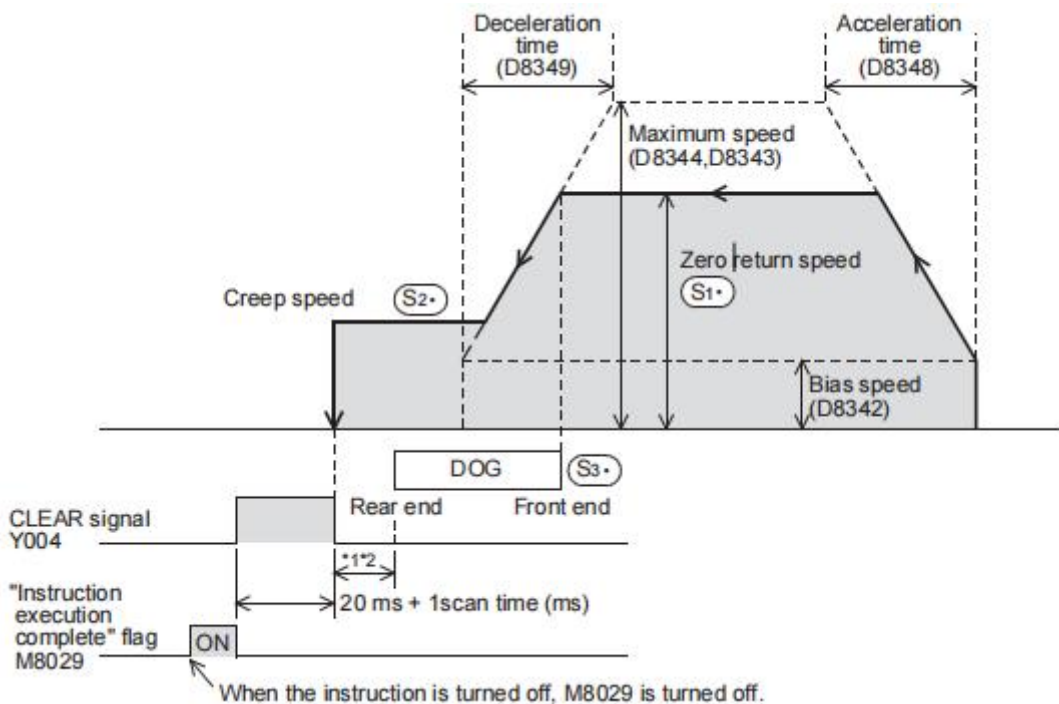 Deceleration
time
(D8349)
Acceleration
time
(D8348)
Maximum speed
(D8344,D8343)
Zero return speed
S1•
Creep speed
S2•
Bias speed
(D8342)
DOG
S3•
Rear end
Front end
CLEAR signal
Y004
*1*2
20 ms + 1scan time (ms)
"Instruction
execution
complete" flag
M8029
ON
When the instruction is turned off, M8029 is turned off.